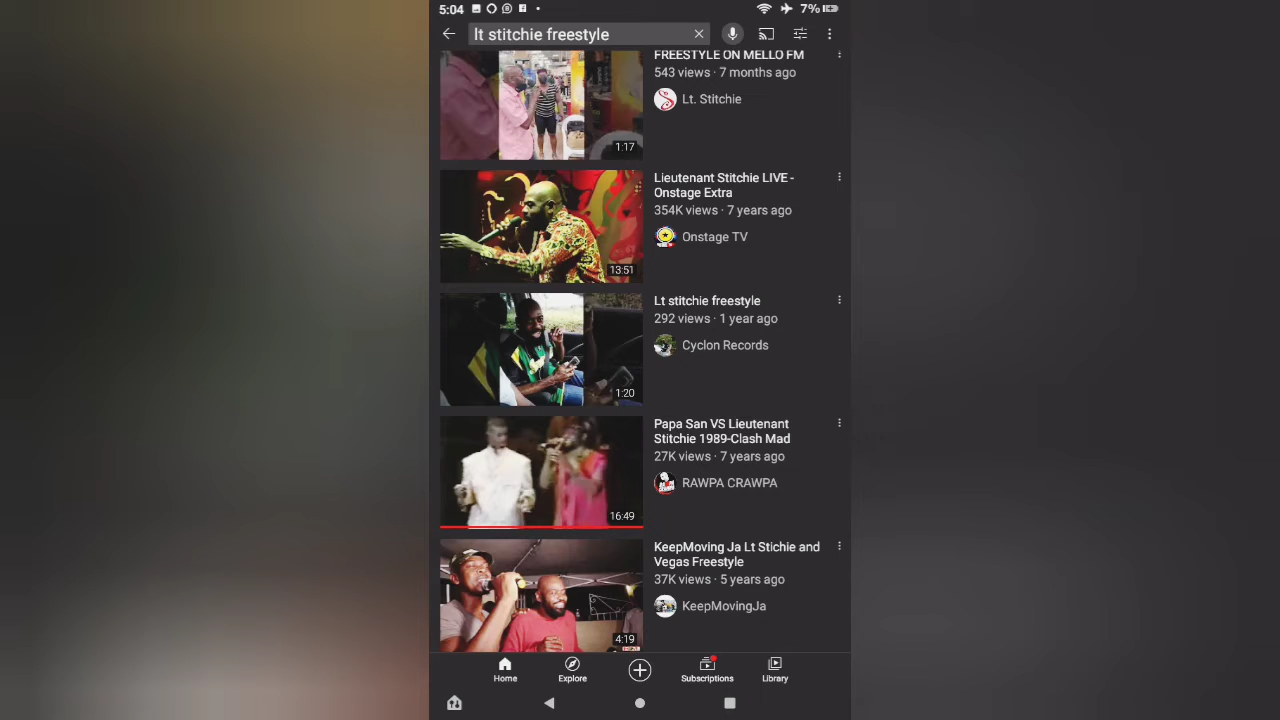 5:04
7%
lt stitchie freestyle
FREESTYLE ON MELLO FM
543 views · 7 months ago
Lt. Stitchie
1:17
Lieutenant Stitchie LIVE -
Onstage Extra
354K views · 7 years ago
Onstage TV
13:51
Lt stitchie freestyle
292 views · 1 year ago
Cyclon Records
1:20
Papa San VS Lieutenant
Stitchie 1989-Clash Mad
27K views · 7 years ago
RAWPA CRAWPA
16:49
KeepMoving Ja Lt Stichie and
Vegas Freestyle
37K views · 5 years ago
KeepMovingJa
4:19
Home
Explore
Subscriptions
Library